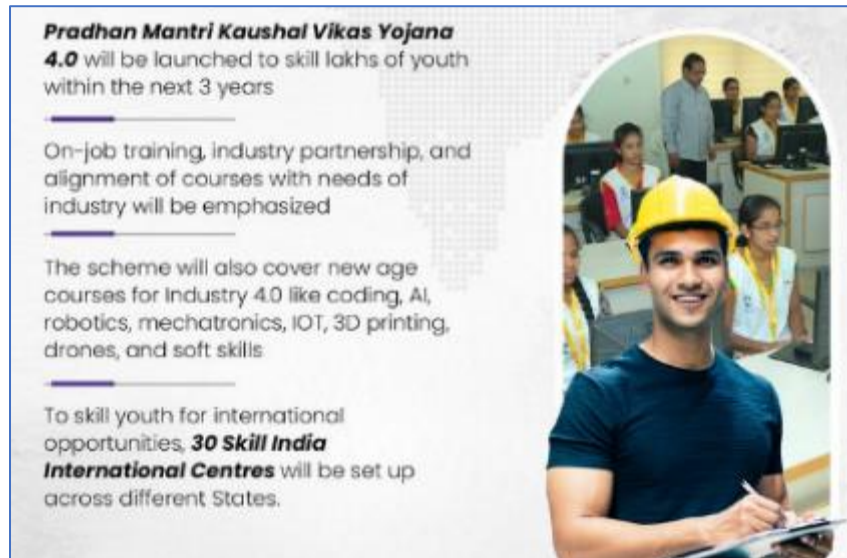 Pradhan Mantri Kaushal Vikas Yojana
4.0 will be launched to skill lakhs of youth
within the next 3 years
On-job training, industry partnership, and
alignment of courses with needs of
industry will be emphasized
The scheme will also cover new age
courses for Industry 4.0 like coding, AI,
robotics, mechatronics, IOT, 3D printing,
drones, and soft skills
To skill youth for international
opportunities, 30 Skill India
International Centres will be set up
across different States.